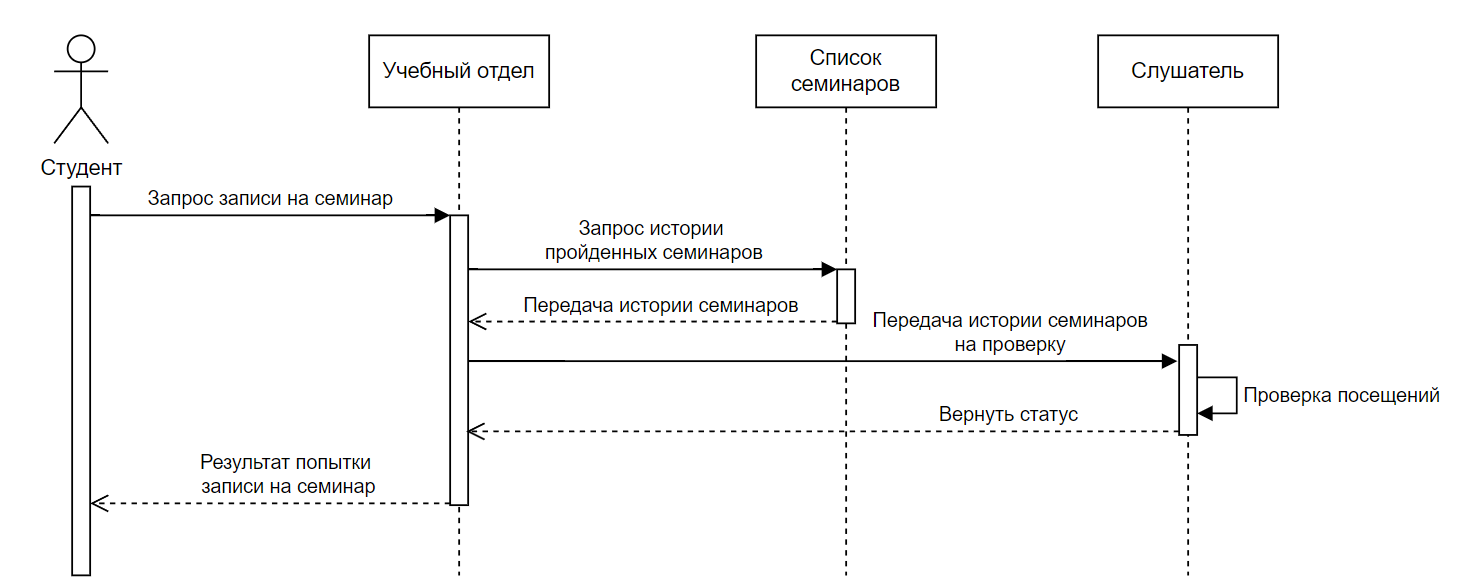 Учебный отдел
Список
семинаров
Слушатель
Студент
Запрос записи на семинар
Запрос истории
пройденных семинаров
Передача истории семинаров
Передача истории семинаров
на проверку
Проверка посещений
Вернуть статус
Результат попытки
записи на семинар